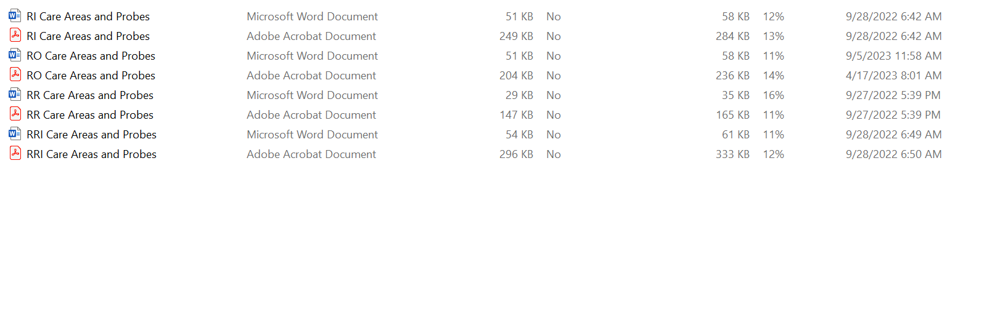 RI Care Areas and Probes Microsoft Word Document 51 KB No 58 KB 12% 9/28/2022 6:42 AM
RI Care Areas and Probes Adobe Acrobat Document 249 KB No 284 KB 13% 9/28/2022 6:42 AM
RO Care Areas and Probes Microsoft Word Document 51 KB No 58 KB 11% 9/5/2023 11:58 AM
RO Care Areas and Probes Adobe Acrobat Document 204 KB No 236 KB 14% 4/17/2023 8:01 AM
RR Care Areas and Probes Microsoft Word Document 29 KB No 35 KB 16% 9/27/2022 5:39 PM
RR Care Areas and Probes Adobe Acrobat Document 147 KB No 165 KB 11% 9/27/2022 5:39 PM
RRI Care Areas and Probes Microsoft Word Document 54 KB No 61 KB 11% 9/28/2022 6:49 AM
RRI Care Areas and Probes Adobe Acrobat Document 296 KB No 333 KB 12% 9/28/2022 6:50 AM